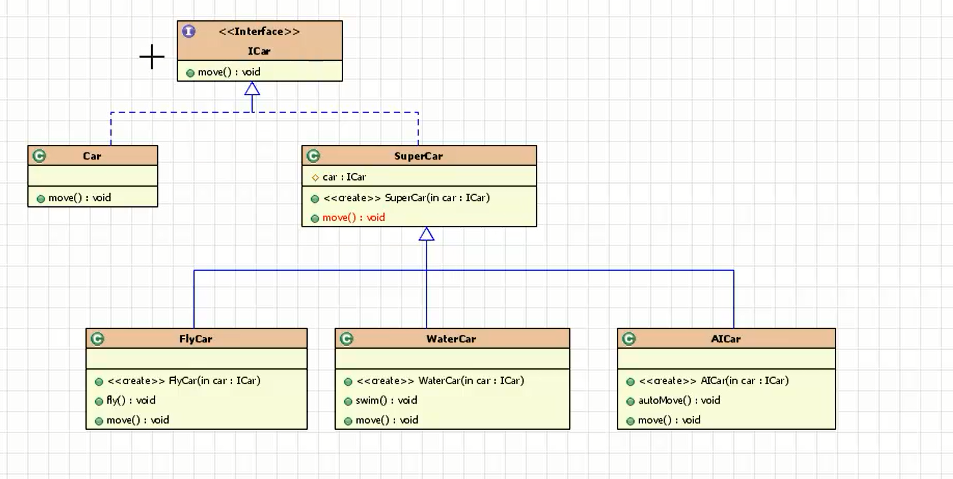 <<Interface>>
ICar
move() : void
Car
move() : void
SuperCar
car : ICar
<<create>> SuperCar(in car : ICar)
move() : void
FlyCar
<<create>> FlyCar(in car : ICar)
fly() : void
move() : void
WaterCar
<<create>> WaterCar(in car : ICar)
swim() : void
move() : void
AICar
<<create>> AICar(in car : ICar)
autoMove() : void
move() : void